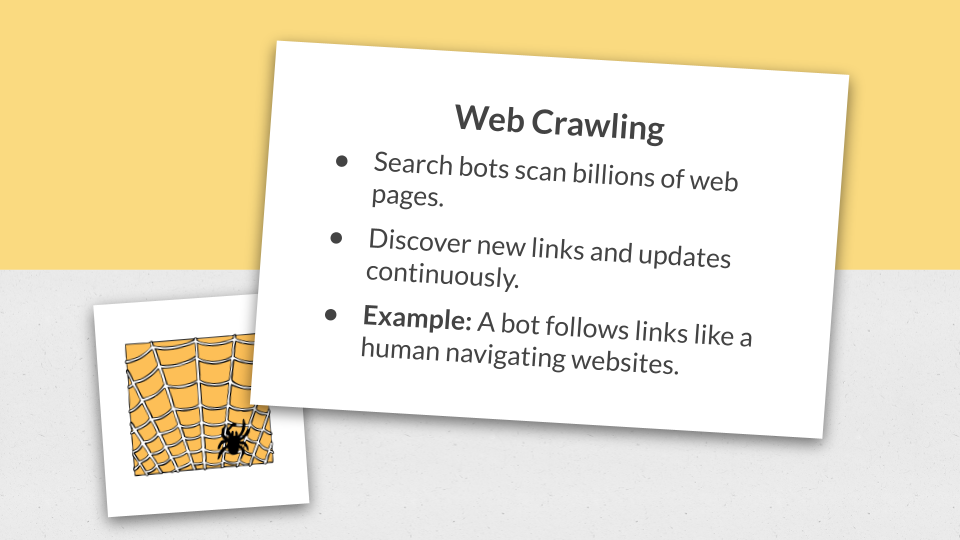 Web Crawling
● Search bots scan billions of web
pages.
● Discover new links and updates
continuously.
● Example: A bot follows links like a
human navigating websites.